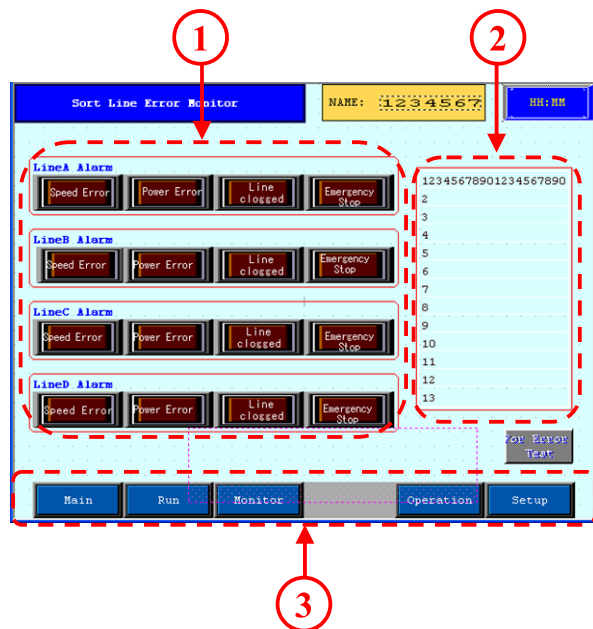 1
2
Sort Line Error Monitor
NAME: 1234567
HH:MM
LineA Alarm
Speed Error
Power Error
Line
clogged
Emergency
Stop
12345678901234567890
2
3
4
5
6
7
8
9
10
11
12
13
LineB Alarm
Speed Error
Power Error
Line
clogged
Emergency
Stop
LineC Alarm
Speed Error
Power Error
Line
clogged
Emergency
Stop
LineD Alarm
Speed Error
Power Error
Line
clogged
Emergency
Stop
Error
Test
Main
Run
Monitor
Operation
Setup
3